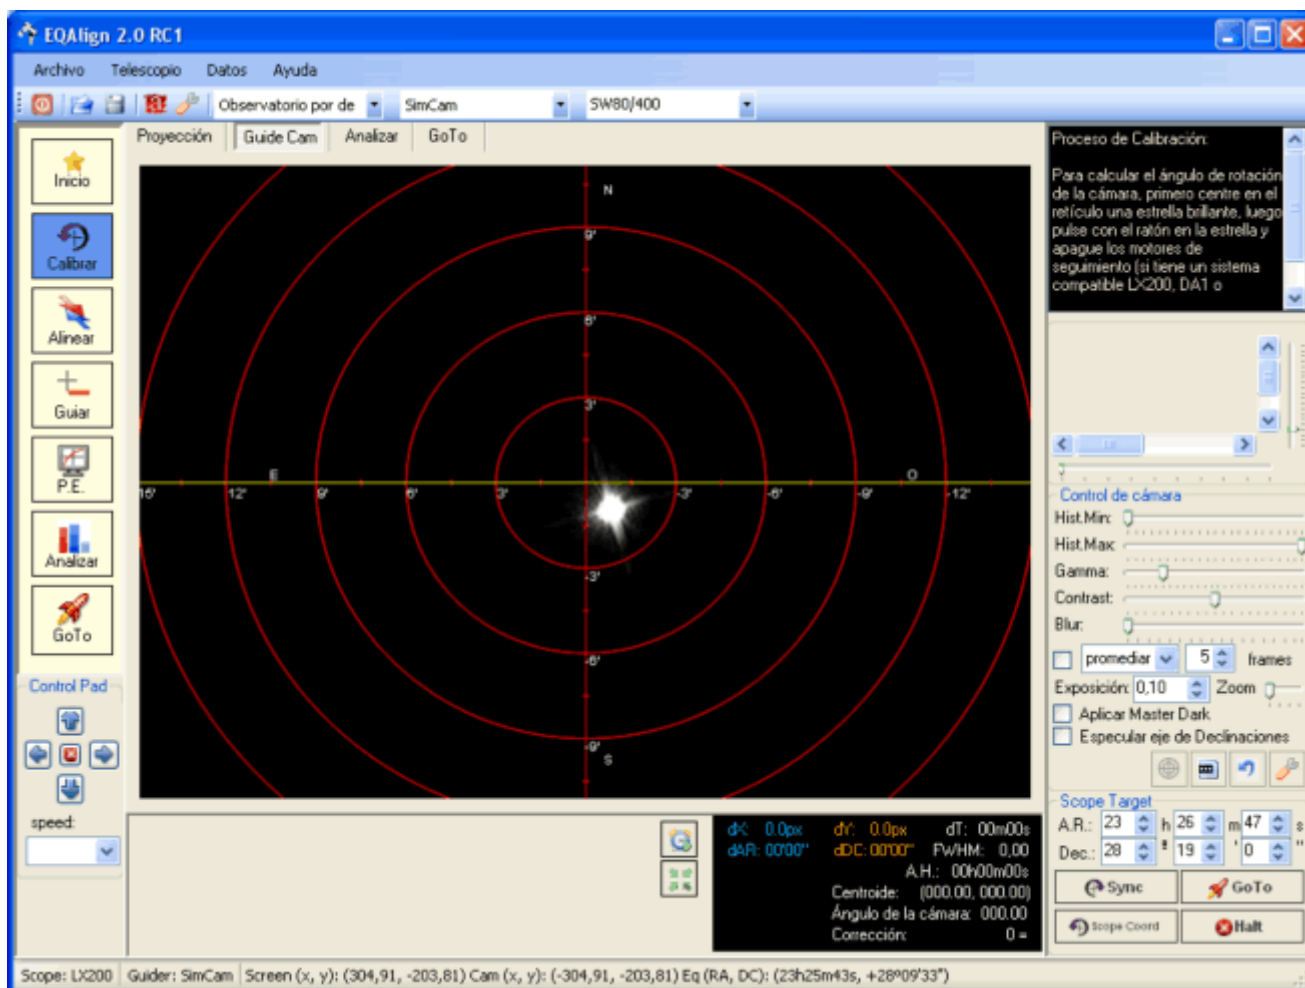 EQAlign 2.0 RC1
Archivo Telescopio Datos Ayuda
Observatorio por de SimCam SW80/400
Proyección Guide Cam Analizar GoTo
Inicio
Calibrar
Alinear
Guiar
P.E.
Analizar
GoTo
Control Pad
speed:
N
9'
6'
3'
E O
15' 12' 9' 6' 3' -3' -6' -9' -12'
-3'
-6'
-9'
S
Proceso de Calibración:
Para calcular el ángulo de rotación
de la cámara, primero centre en el
retículo una estrella brillante, luego
pulse con el ratón en la estrella y
apague los motores de
seguimiento (si tiene un sistema
compatible LX200, DA1 o
Control de cámara
Hist.Min:
Hist.Max:
Gamma:
Contrast:
Blur:
promediar 5 frames
Exposición: 0,10 Zoom
Aplicar Master Dark
Especular eje de Declinaciones
Scope Target
A.R.: 23 h 26 m 47 s
Dec.: 28 º 19 ' 0 "
Sync GoTo
Scope Coord Halt
dX: 0.0px dY: 0.0px dT: 00m00s
dAR: 00'00" dDC: 00'00" FWHM: 0,00
A.H.: 00h00m00s
Centroide: (000.00, 000.00)
Ángulo de la cámara: 000.00
Corrección: 0 =
Scope: LX200 Guider: SimCam Screen (x, y): (304,91, -203,81) Cam (x, y): (-304,91, -203,81) Eq (RA, DC): (23h25m43s, +28º09'33")